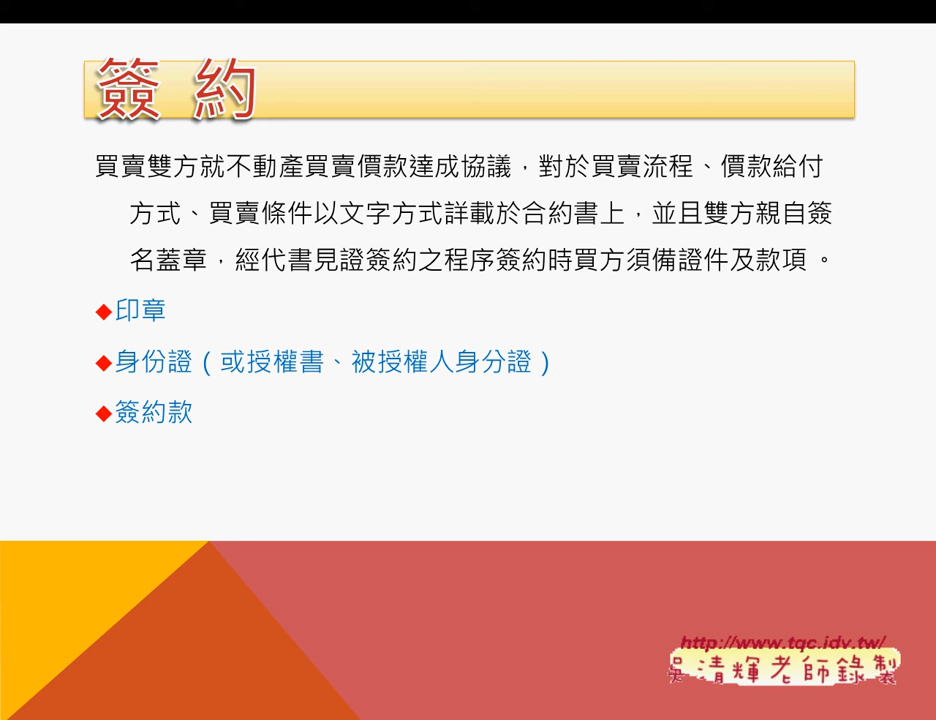 簽 約
買賣雙方就不動產買賣價款達成協議，對於買賣流程、價款給付
方式、買賣條件以文字方式詳載於合約書上，並且雙方親自簽
名蓋章，經代書見證簽約之程序簽約時買方須備證件及款項。
◆印章
◆身份證（或授權書、被授權人身分證）
◆簽約款
http://www.tqc.idv.tw/
吳清輝老師錄製